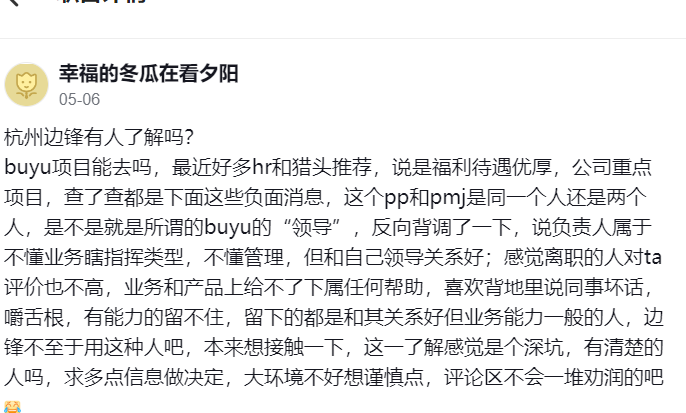 幸福的冬瓜在看夕阳
05-06
杭州边锋有人了解吗?
buyu项目能去吗，最近好多hr和猎头推荐，说是福利待遇优厚，公司重点
项目，查了查都是下面这些负面消息，这个pp和pmj是同一个人还是两个
人，是不是就是所谓的buyu的“领导”，反向背调了一下，说负责人属于
不懂业务瞎指挥类型，不懂管理，但和自己领导关系好；感觉离职的人对ta
评价也不高，业务和产品上给不了下属任何帮助，喜欢背地里说同事坏话，
嚼舌根，有能力的留不住，留下的都是和其关系好但业务能力一般的人，边
锋不至于用这种人吧，本来想接触一下，这一了解感觉是个深坑，有清楚的
人吗，求多点信息做决定，大环境不好想谨慎点，评论区不会一堆劝润的吧